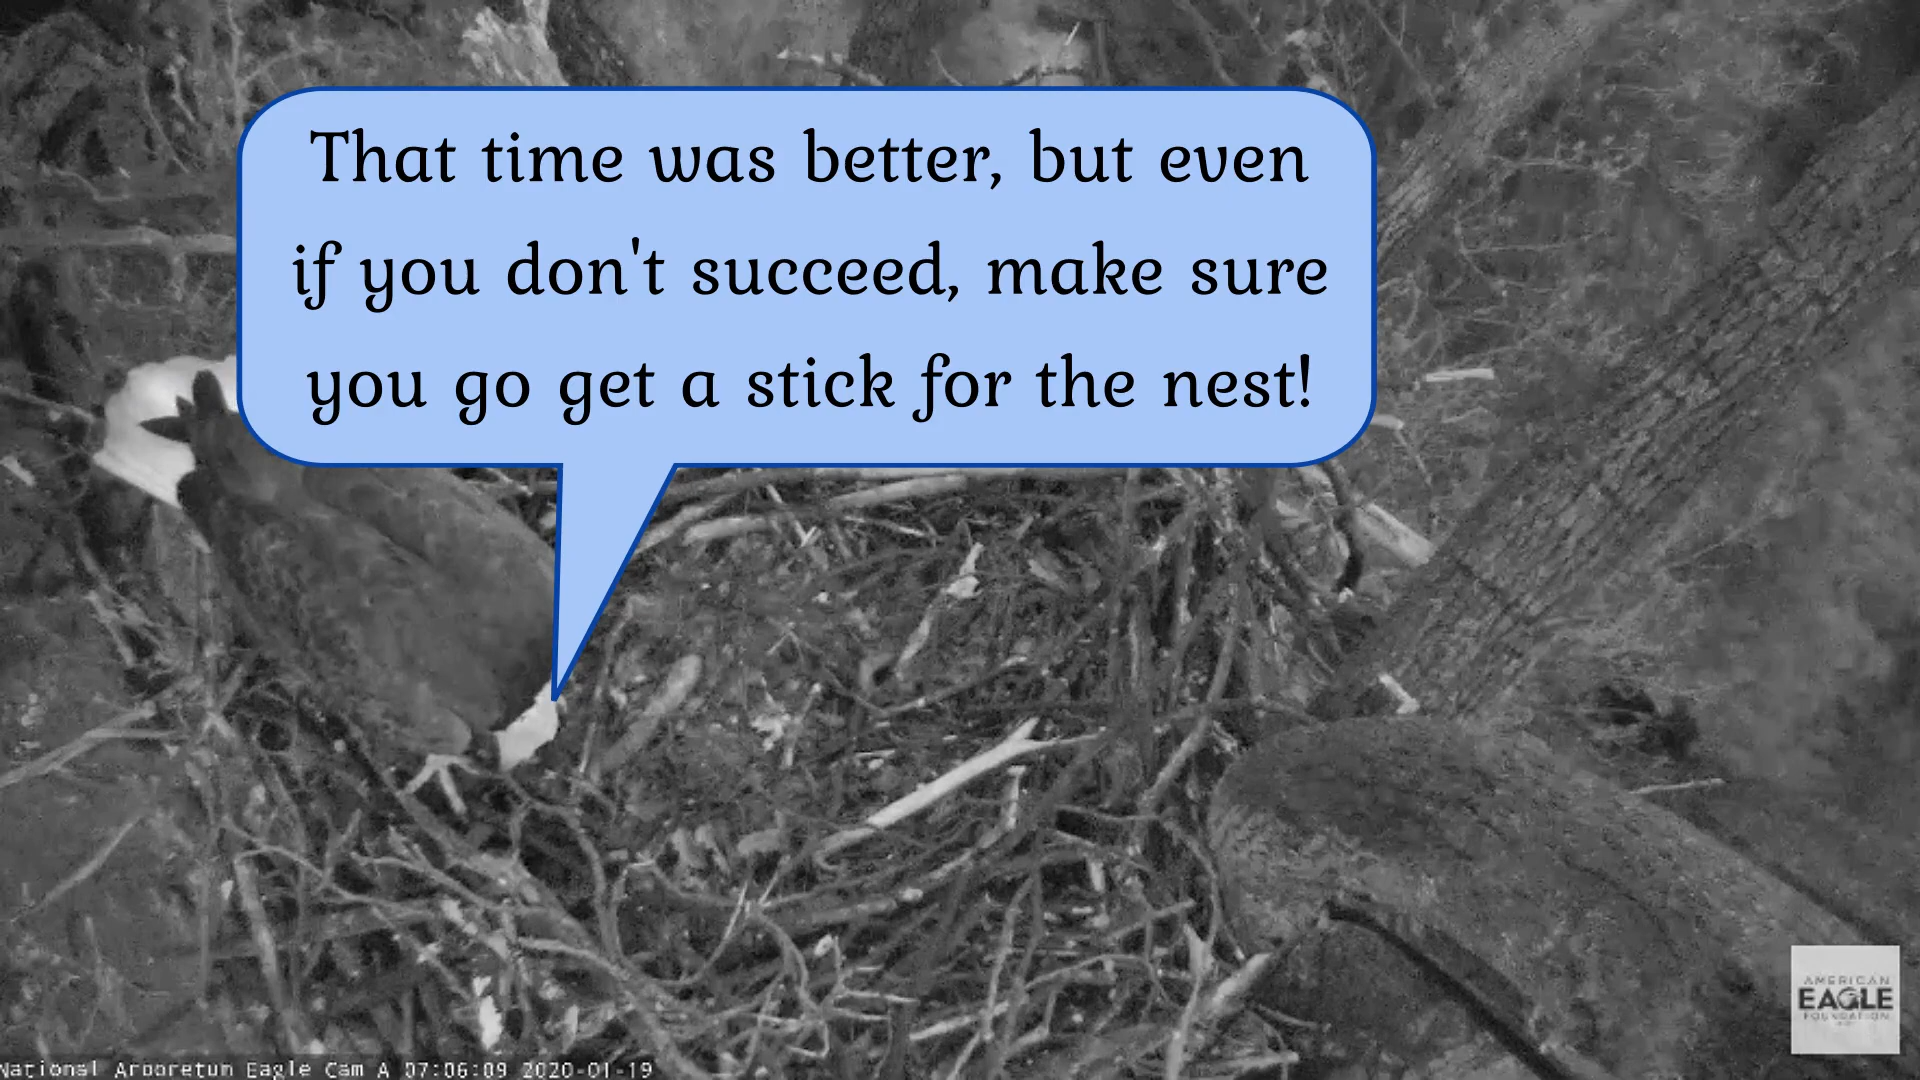 That time was better, but even
if you don't succeed, make sure
you go get a stick for the nest!
AMERICAN
EAGLE
FOUNDATION
National Arboretum Eagle Cam A 07:06:09 2020-01-19